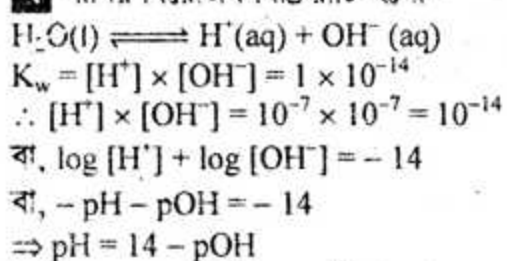 H₂O(l) ⇌ H⁺(aq) + OH⁻ (aq)
K_w = [H⁺] × [OH⁻] = 1 × 10⁻¹⁴
∴ [H⁺] × [OH⁻] = 10⁻⁷ × 10⁻⁷ = 10⁻¹⁴
বা, log [H⁺] + log [OH⁻] = − 14
বা, − pH − pOH = − 14
⇒ pH = 14 − pOH